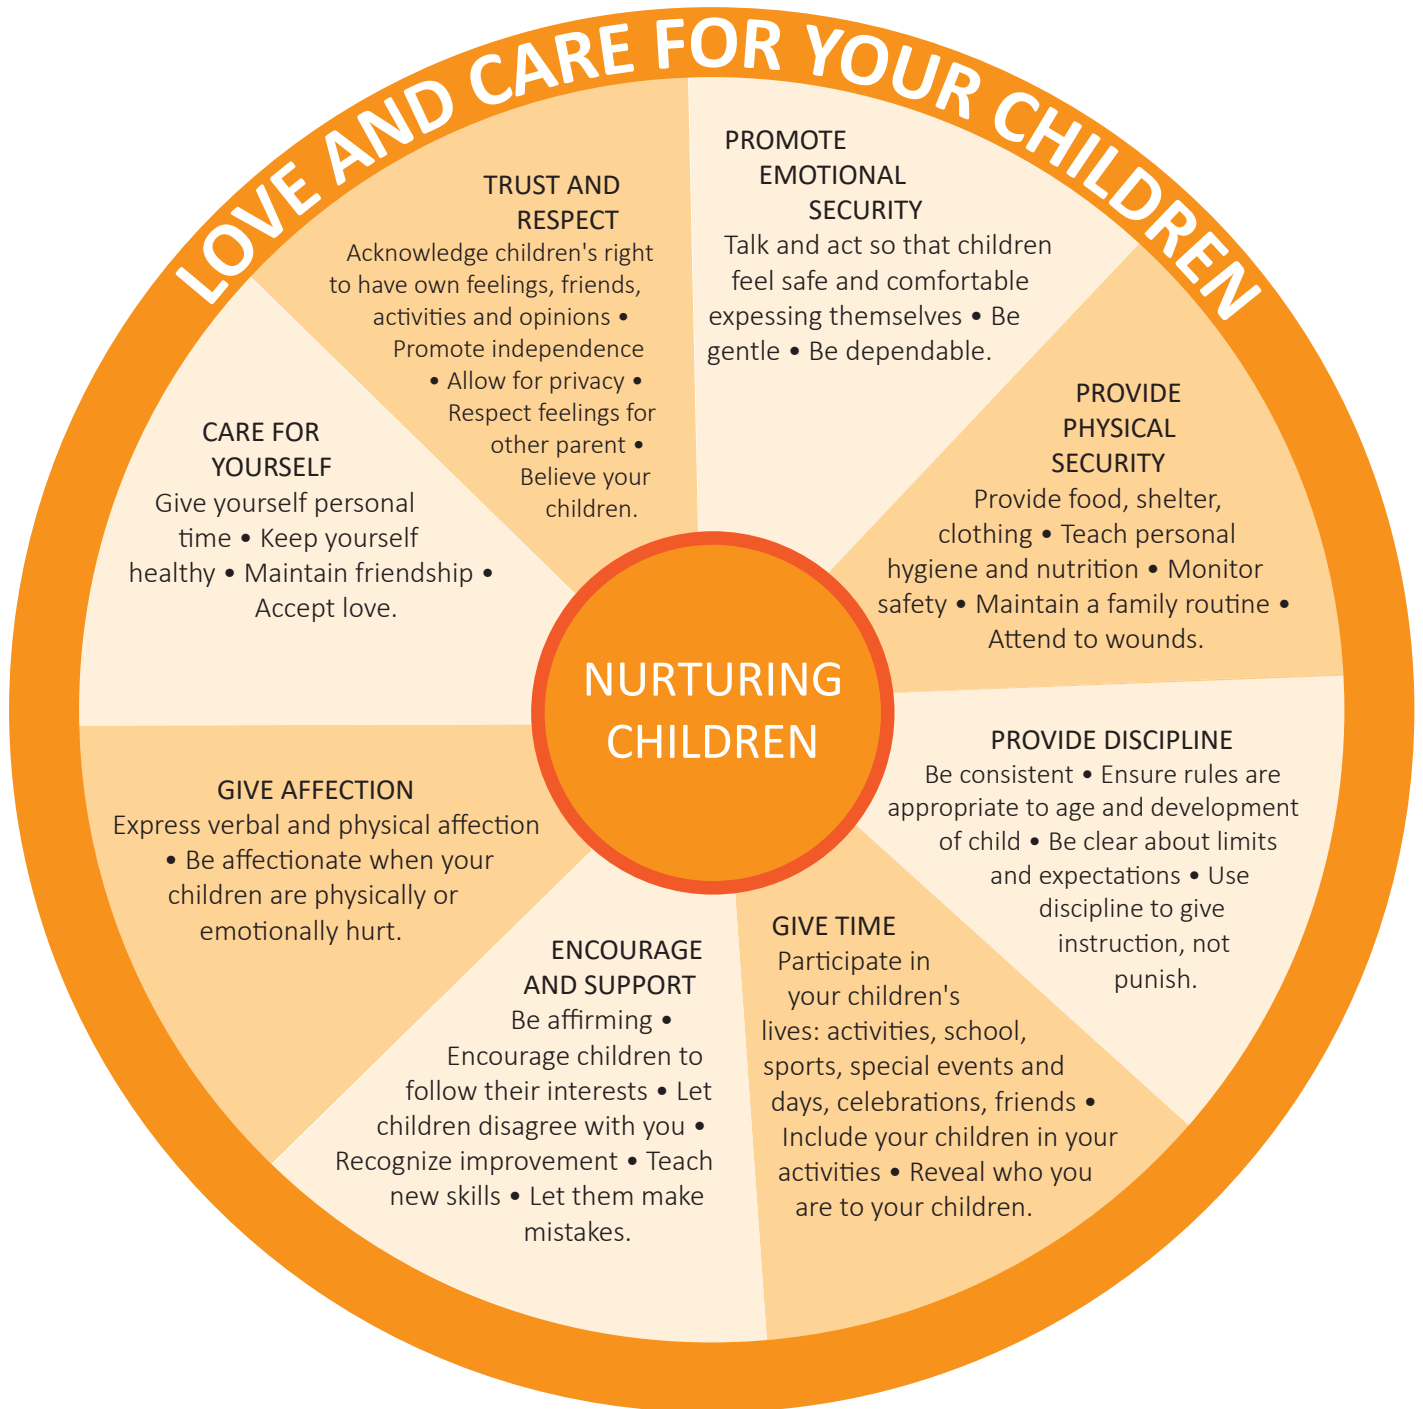 LOVE AND CARE FOR YOUR CHILDREN
PROMOTE
EMOTIONAL
SECURITY
Talk and act so that children
feel safe and comfortable
expessing themselves • Be
gentle • Be dependable.
PROVIDE
PHYSICAL
SECURITY
Provide food, shelter,
clothing • Teach personal
hygiene and nutrition • Monitor
safety • Maintain a family routine •
Attend to wounds.
PROVIDE DISCIPLINE
Be consistent • Ensure rules are
appropriate to age and development
of child • Be clear about limits
and expectations • Use
discipline to give
instruction, not
punish.
GIVE TIME
Participate in
your children's
lives: activities, school,
sports, special events and
days, celebrations, friends •
Include your children in your
activities • Reveal who you
are to your children.
ENCOURAGE
AND SUPPORT
Be affirming •
Encourage children to
follow their interests • Let
children disagree with you •
Recognize improvement • Teach
new skills • Let them make
mistakes.
GIVE AFFECTION
Express verbal and physical affection
• Be affectionate when your
children are physically or
emotionally hurt.
CARE FOR
YOURSELF
Give yourself personal
time • Keep yourself
healthy • Maintain friendship •
Accept love.
TRUST AND
RESPECT
Acknowledge children's right
to have own feelings, friends,
activities and opinions •
Promote independence
• Allow for privacy •
Respect feelings for
other parent •
Believe your
children.
NURTURING
CHILDREN